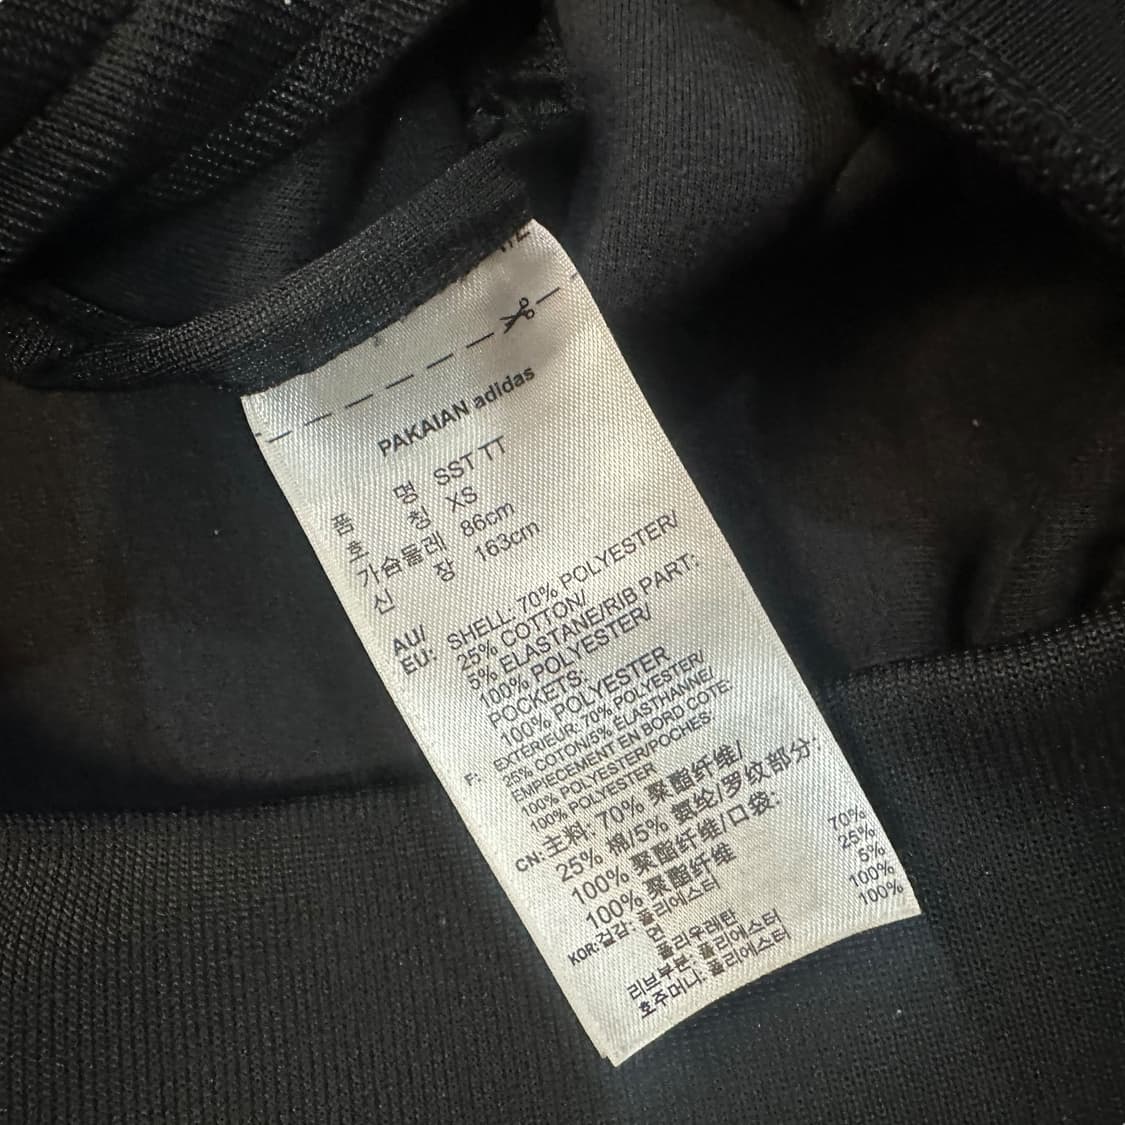 PAKAIAN adidas
품 명 SST TT
호 칭 XS
가슴둘레 86cm
신 장 163cm
AU/
EU: SHELL: 70% POLYESTER/
25% COTTON/
5% ELASTANE/RIB PART:
100% POLYESTER/
POCKETS:
100% POLYESTER
F: EXTÉRIEUR: 70% POLYESTER/
25% COTON/5% ÉLASTHANNE/
EMPIECEMENT EN BORD COTE:
100% POLYESTER/POCHES:
100% POLYESTER
CN: 主料: 70% 聚酯纤维/
25% 棉/5% 氨纶/罗纹部分:
100% 聚酯纤维/口袋:
100% 聚酯纤维
KOR: 겉감: 폴리에스터 70%
면 25%
폴리우레탄 5%
리브부분: 폴리에스터 100%
호주머니: 폴리에스터 100%